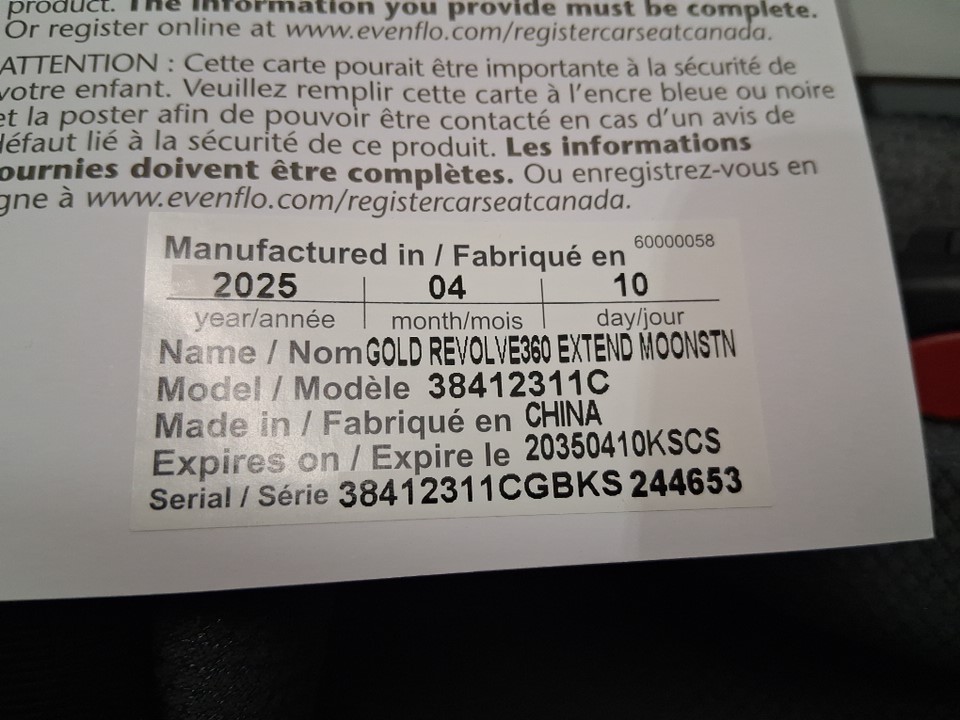 product. The information you provide must be complete.
Or register online at www.evenflo.com/registercarseatcanada.
ATTENTION : Cette carte pourait être importante à la sécurité de
votre enfant. Veuillez remplir cette carte à l'encre bleue ou noire
et la poster afin de pouvoir être contacté en cas d'un avis de
défaut lié à la sécurité de ce produit. Les informations
ournies doivent être complètes. Ou enregistrez-vous en
gne à www.evenflo.com/registercarseatcanada.
Manufactured in / Fabriqué en 60000058
2025 04 10
year/année month/mois day/jour
Name / Nom GOLD REVOLVE360 EXTEND MOONSTN
Model / Modèle 38412311C
Made in / Fabriqué en CHINA
Expires on / Expire le 20350410KSCS
Serial / Série 38412311CGBKS 244653